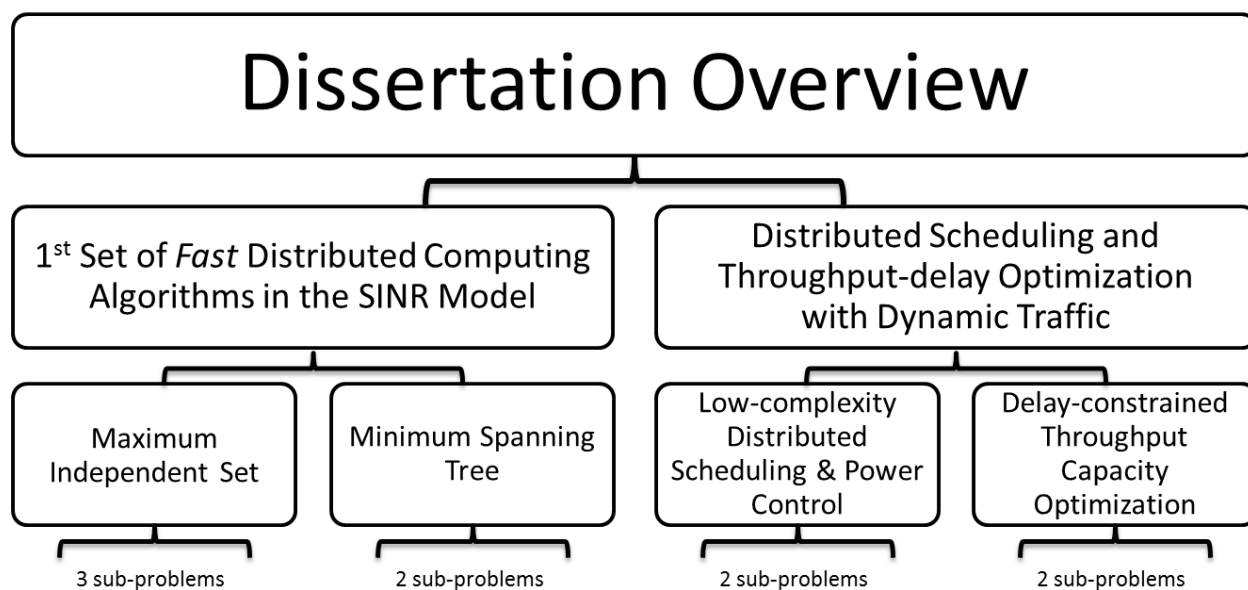 Dissertation Overview
1st Set of Fast Distributed Computing
Algorithms in the SINR Model
Distributed Scheduling and
Throughput-delay Optimization
with Dynamic Traffic
Maximum
Independent Set
Minimum Spanning
Tree
Low-complexity
Distributed
Scheduling & Power
Control
Delay-constrained
Throughput
Capacity
Optimization
3 sub-problems
2 sub-problems
2 sub-problems
2 sub-problems